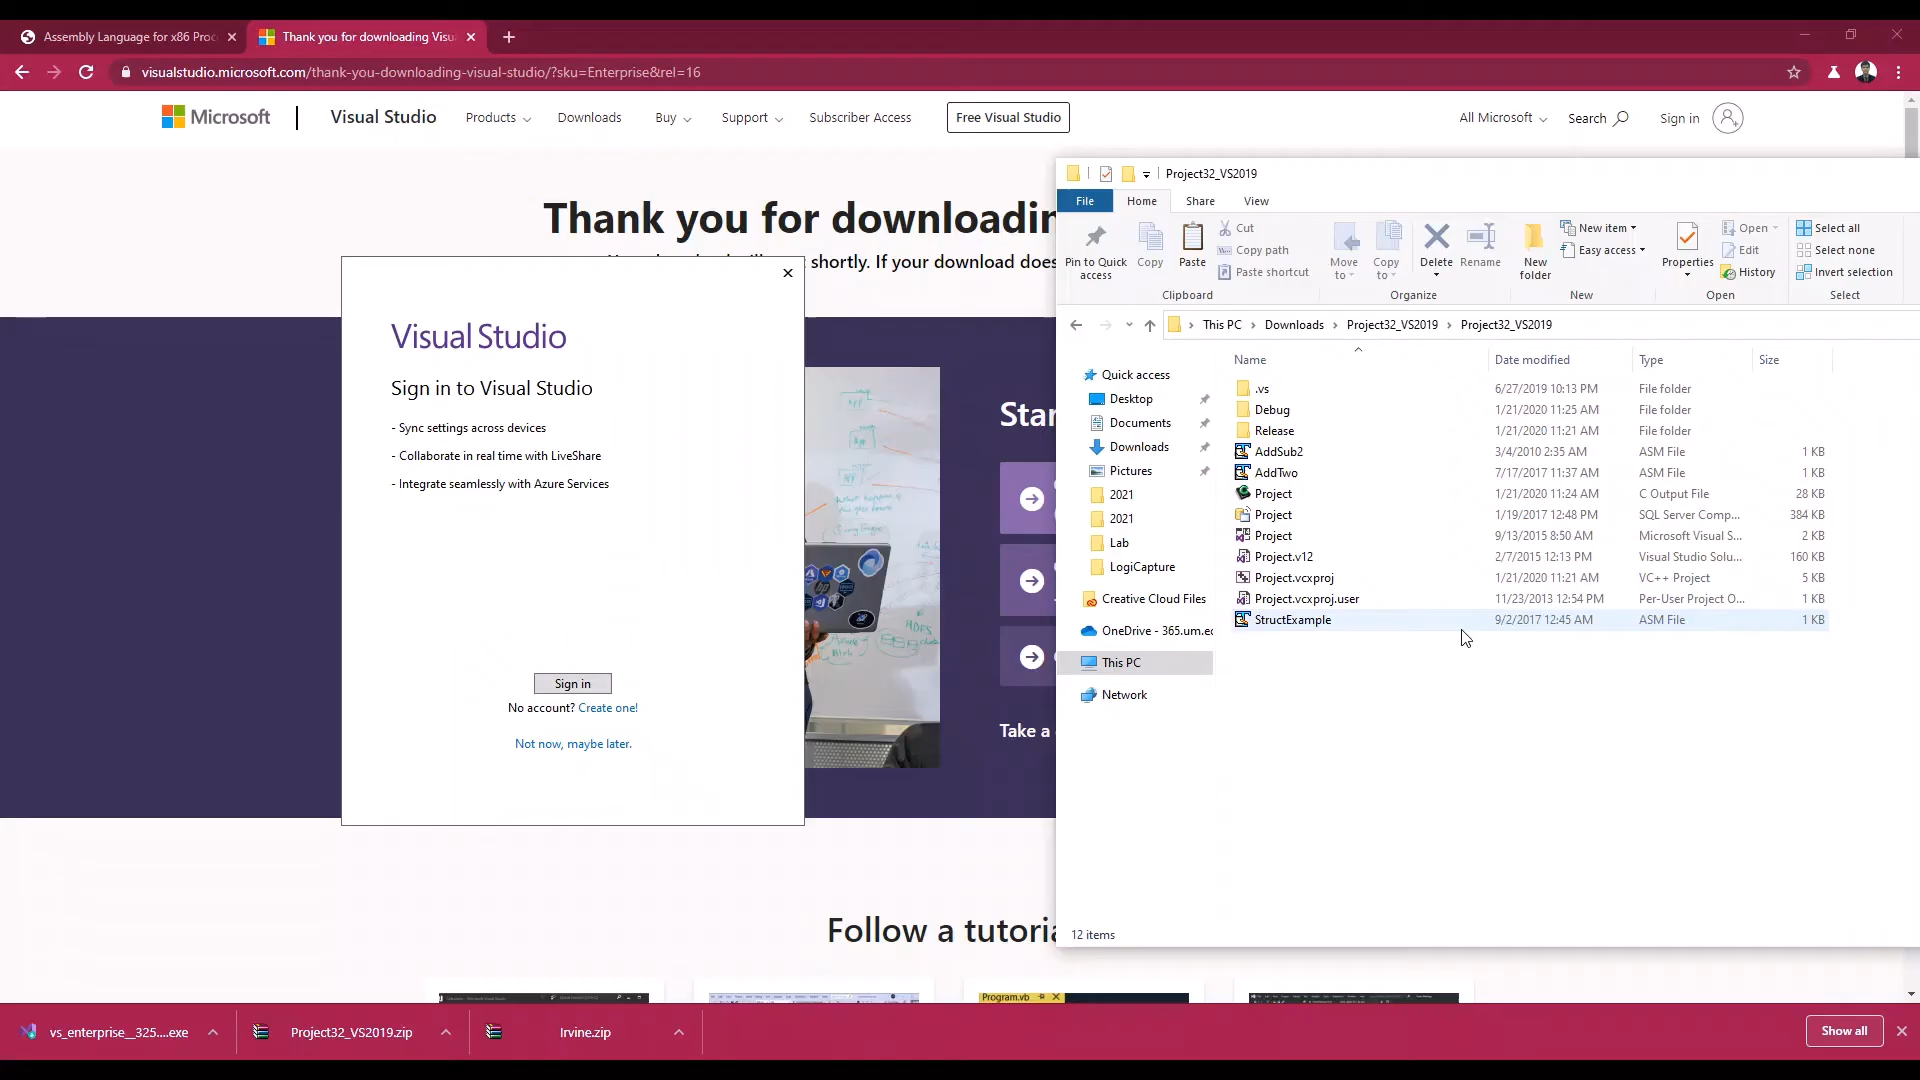 Assembly Language for x86 Proc
Thank you for downloading Visu
visualstudio.microsoft.com/thank-you-downloading-visual-studio/?sku=Enterprise&rel=16
Microsoft
Visual Studio
Products
Downloads
Buy
Support
Subscriber Access
Free Visual Studio
All Microsoft
Search
Sign in
Thank you for downloadin
shortly. If your download does
Visual Studio
Sign in to Visual Studio
- Sync settings across devices
- Collaborate in real time with LiveShare
- Integrate seamlessly with Azure Services
Sign in
No account? Create one!
Not now, maybe later.
Star
Take a
Follow a tutoria
Program.vb
Project32_VS2019
File
Home
Share
View
Pin to Quick access
Copy
Paste
Cut
Copy path
Paste shortcut
Clipboard
Move to
Copy to
Delete
Rename
Organize
New folder
New item
Easy access
New
Properties
Open
Edit
History
Open
Select all
Select none
Invert selection
Select
This PC > Downloads > Project32_VS2019 > Project32_VS2019
Quick access
Desktop
Documents
Downloads
Pictures
2021
2021
Lab
LogiCapture
Creative Cloud Files
OneDrive - 365.um.ec
This PC
Network
Name Date modified Type Size
.vs 6/27/2019 10:13 PM File folder
Debug 1/21/2020 11:25 AM File folder
Release 1/21/2020 11:21 AM File folder
AddSub2 3/4/2010 2:35 AM ASM File 1 KB
AddTwo 7/17/2017 11:37 AM ASM File 1 KB
Project 1/21/2020 11:24 AM C Output File 28 KB
Project 1/19/2017 12:48 PM SQL Server Comp... 384 KB
Project 9/13/2015 8:50 AM Microsoft Visual S... 2 KB
Project.v12 2/7/2015 12:13 PM Visual Studio Solu... 160 KB
Project.vcxproj 1/21/2020 11:21 AM VC++ Project 5 KB
Project.vcxproj.user 11/23/2013 12:54 PM Per-User Project O... 1 KB
StructExample 9/2/2017 12:45 AM ASM File 1 KB
12 items
vs_enterprise__325....exe
Project32_VS2019.zip
Irvine.zip
Show all